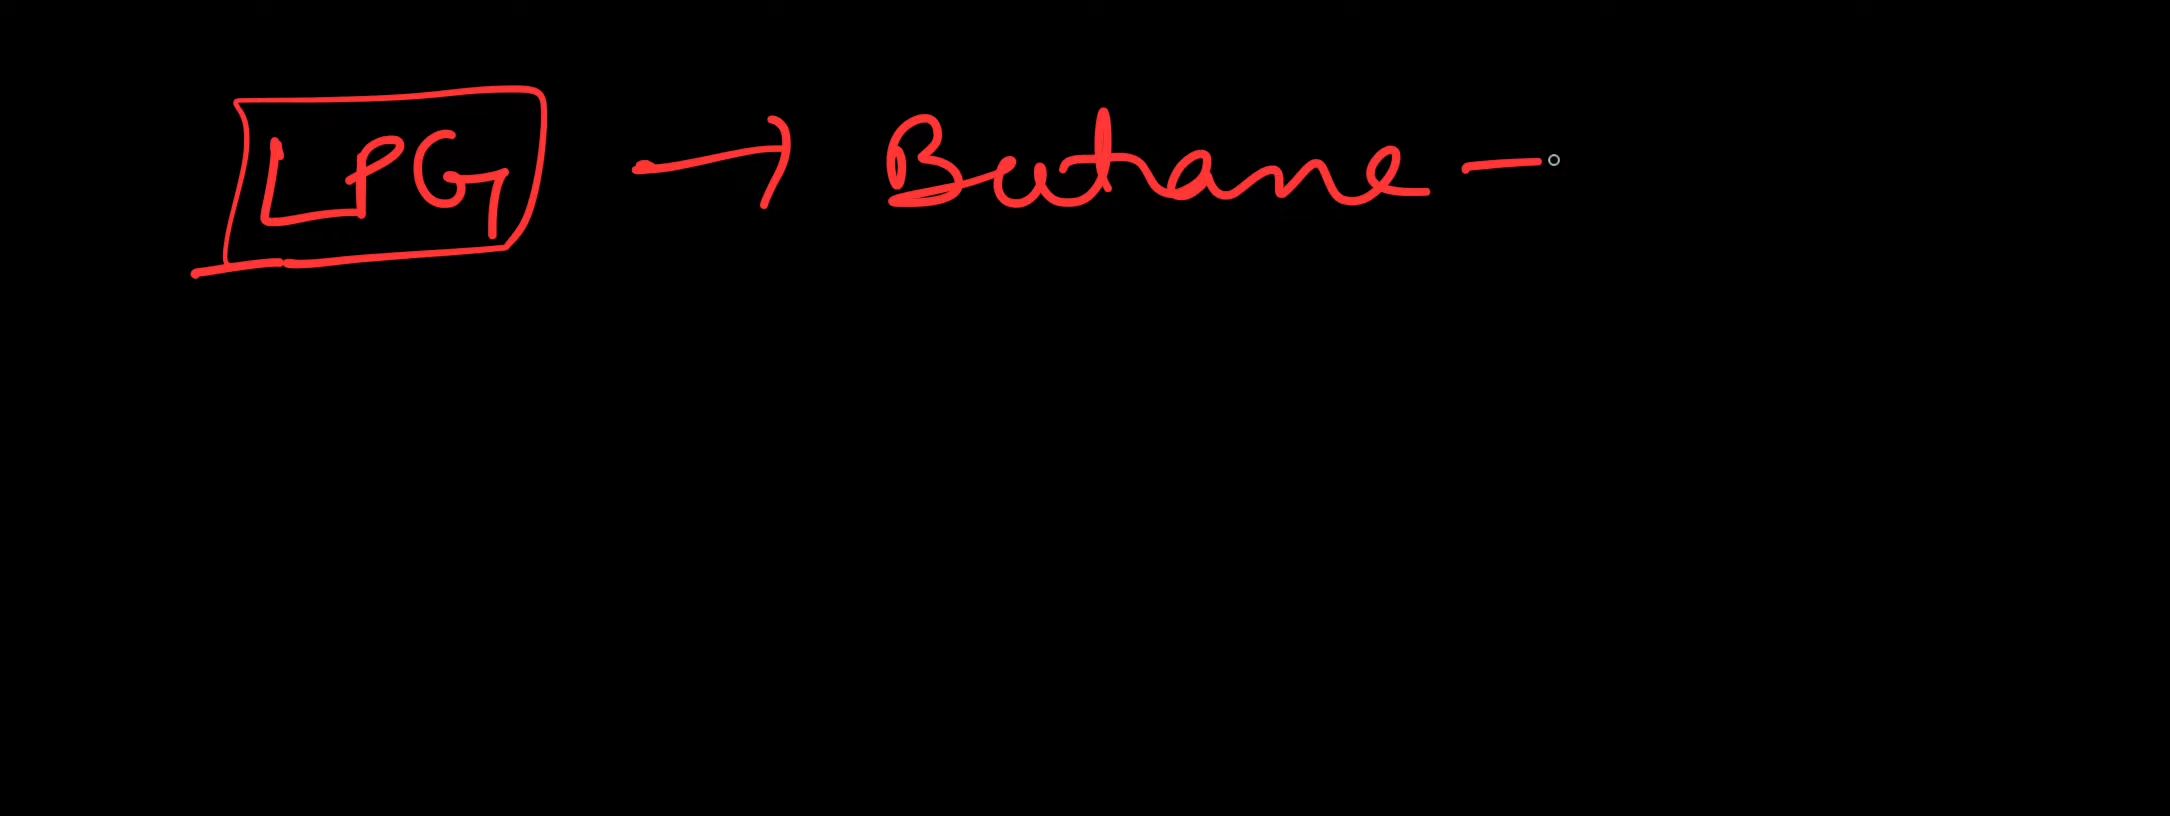 LPG → Butane -